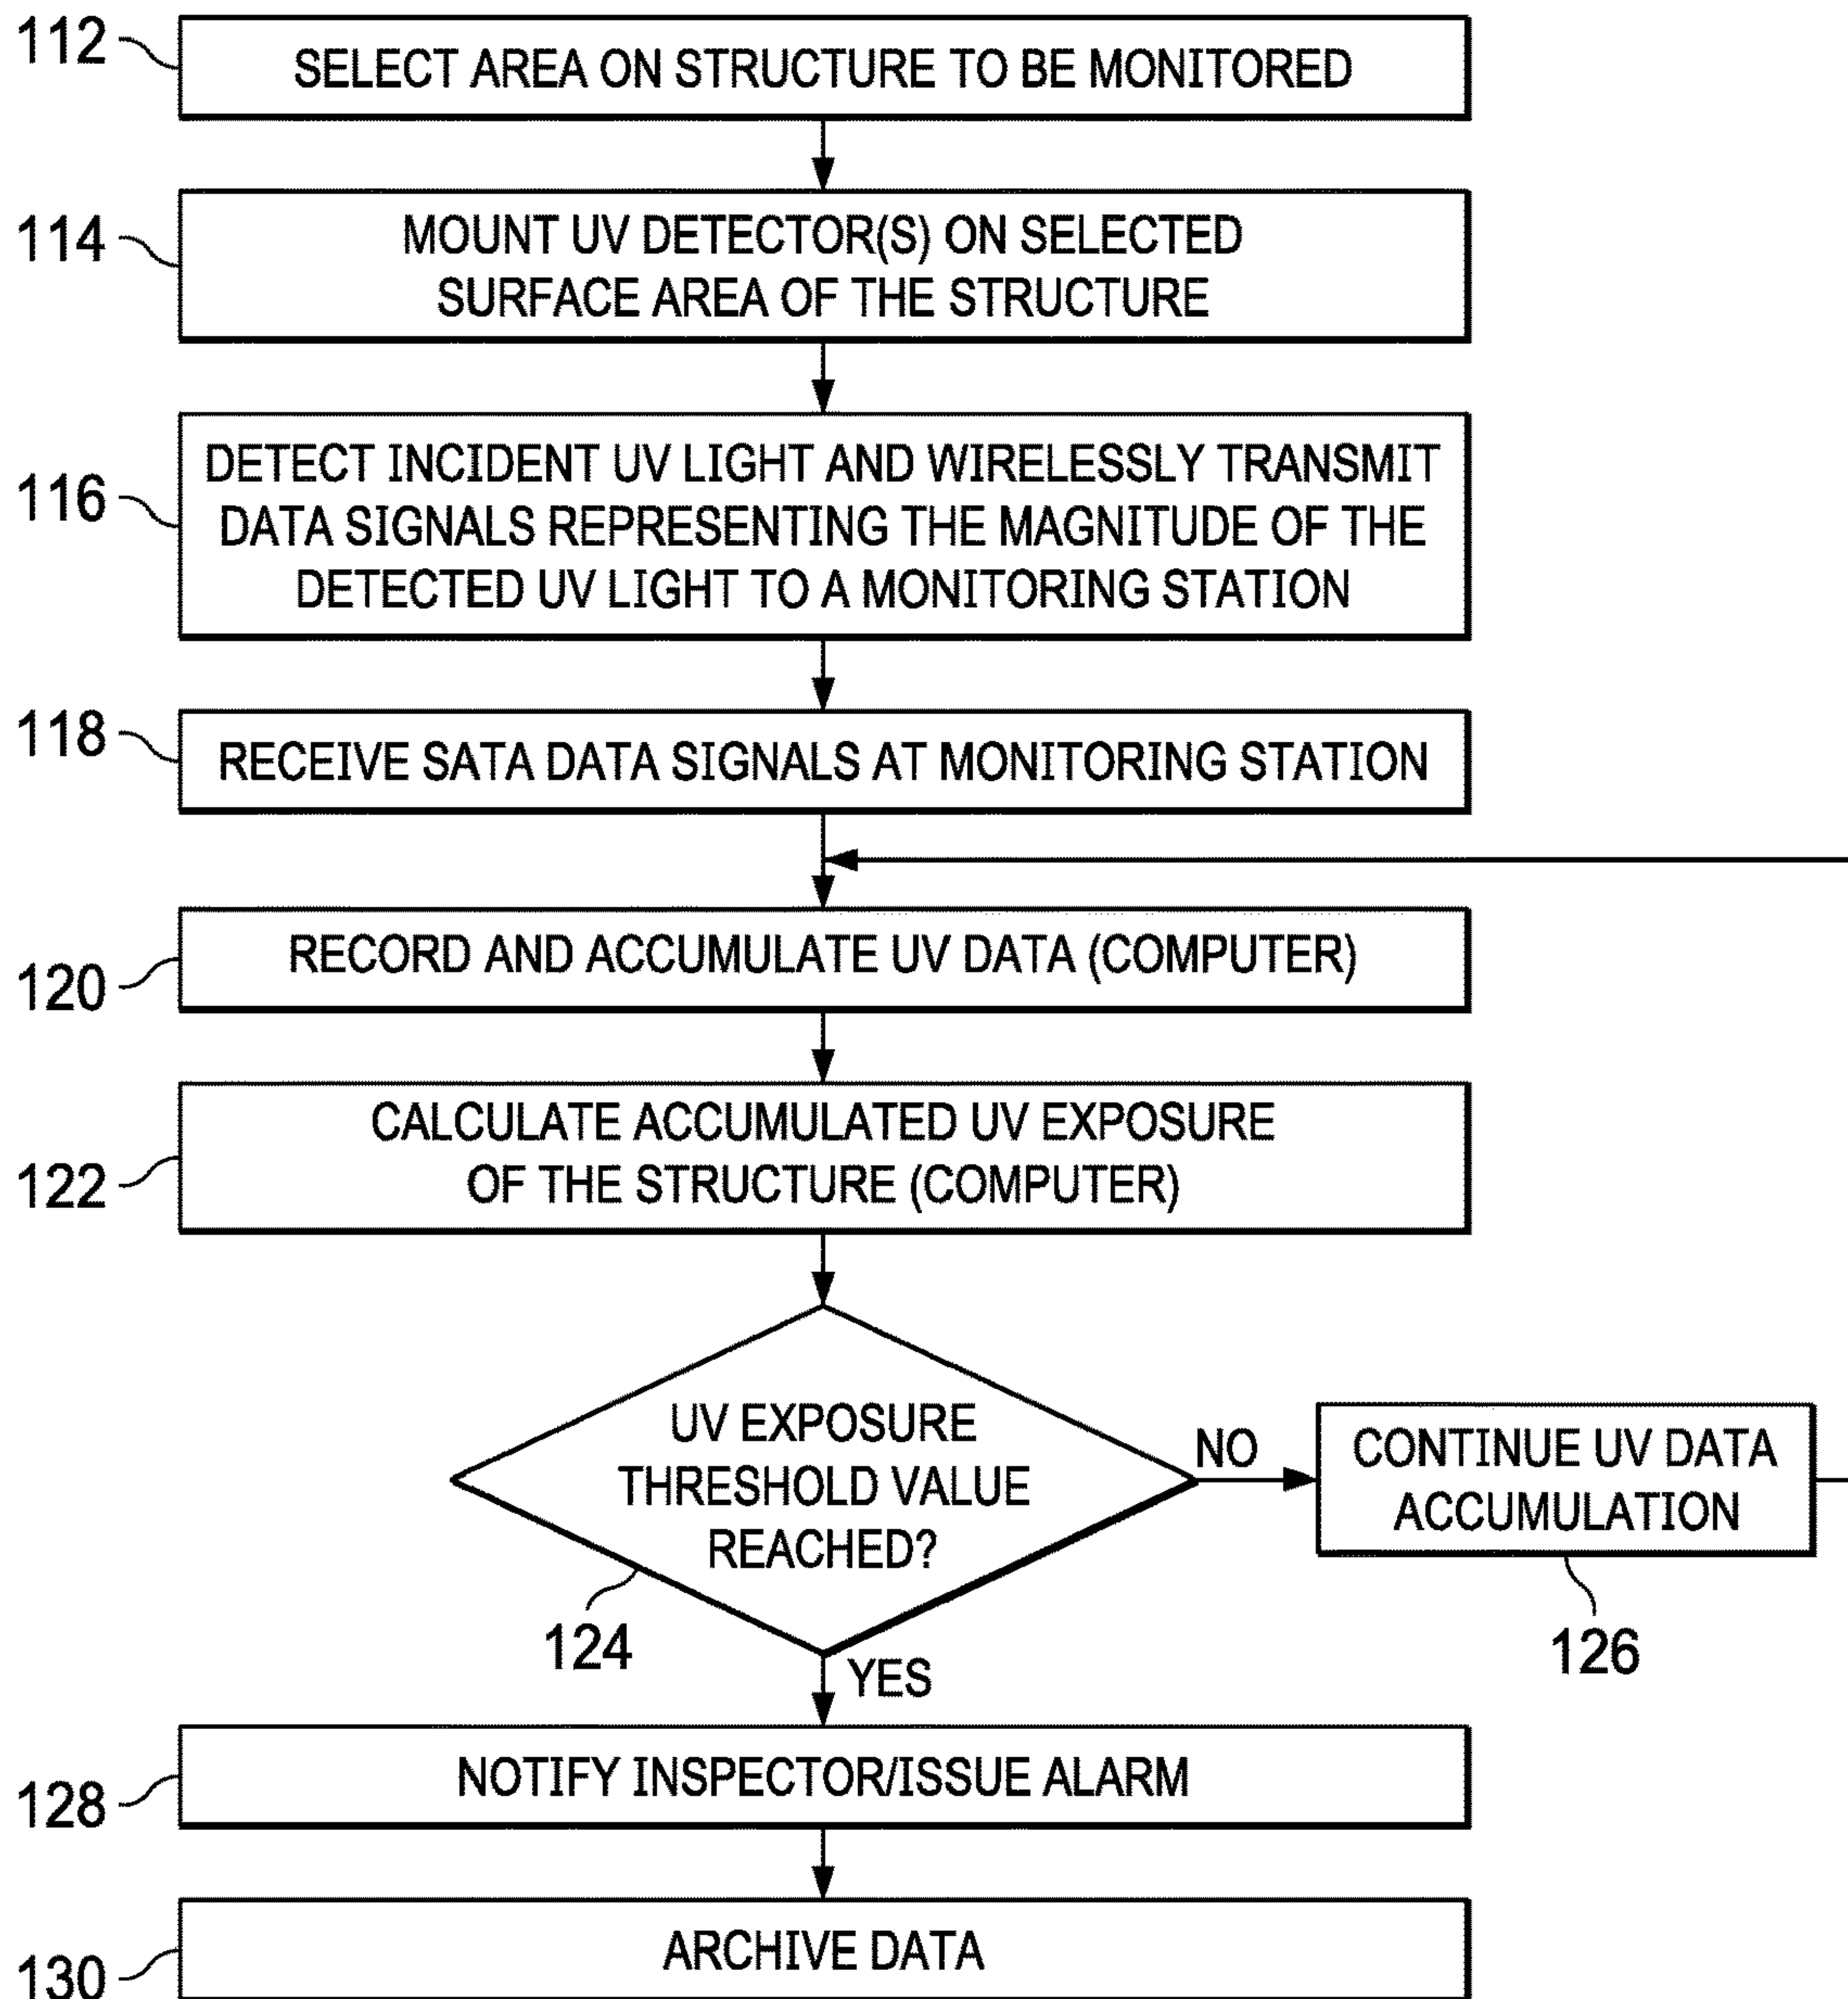 112
SELECT AREA ON STRUCTURE TO BE MONITORED
114
MOUNT UV DETECTOR(S) ON SELECTED
SURFACE AREA OF THE STRUCTURE
116
DETECT INCIDENT UV LIGHT AND WIRELESSLY TRANSMIT
DATA SIGNALS REPRESENTING THE MAGNITUDE OF THE
DETECTED UV LIGHT TO A MONITORING STATION
118
RECEIVE SATA DATA SIGNALS AT MONITORING STATION
120
RECORD AND ACCUMULATE UV DATA (COMPUTER)
122
CALCULATE ACCUMULATED UV EXPOSURE
OF THE STRUCTURE (COMPUTER)
UV EXPOSURE
THRESHOLD VALUE
REACHED?
124
NO
CONTINUE UV DATA
ACCUMULATION
126
YES
128
NOTIFY INSPECTOR/ISSUE ALARM
130
ARCHIVE DATA